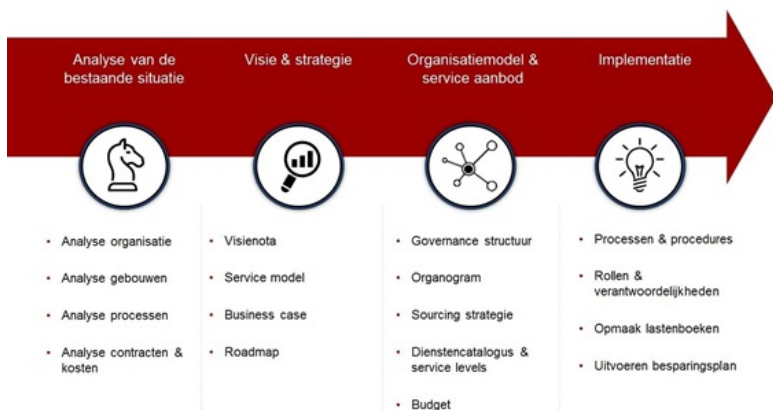 Analyse van de
bestaande situatie
Visie & strategie
Organisatiemodel &
service aanbod
Implementatie
• Analyse organisatie
• Analyse gebouwen
• Analyse processen
• Analyse contracten &
kosten
• Visienota
• Service model
• Business case
• Roadmap
• Governance structuur
• Organogram
• Sourcing strategie
• Dienstencatalogus &
service levels
• Budget
• Processen & procedures
• Rollen &
verantwoordelijkheden
• Opmaak lastenboeken
• Uitvoeren besparingsplan